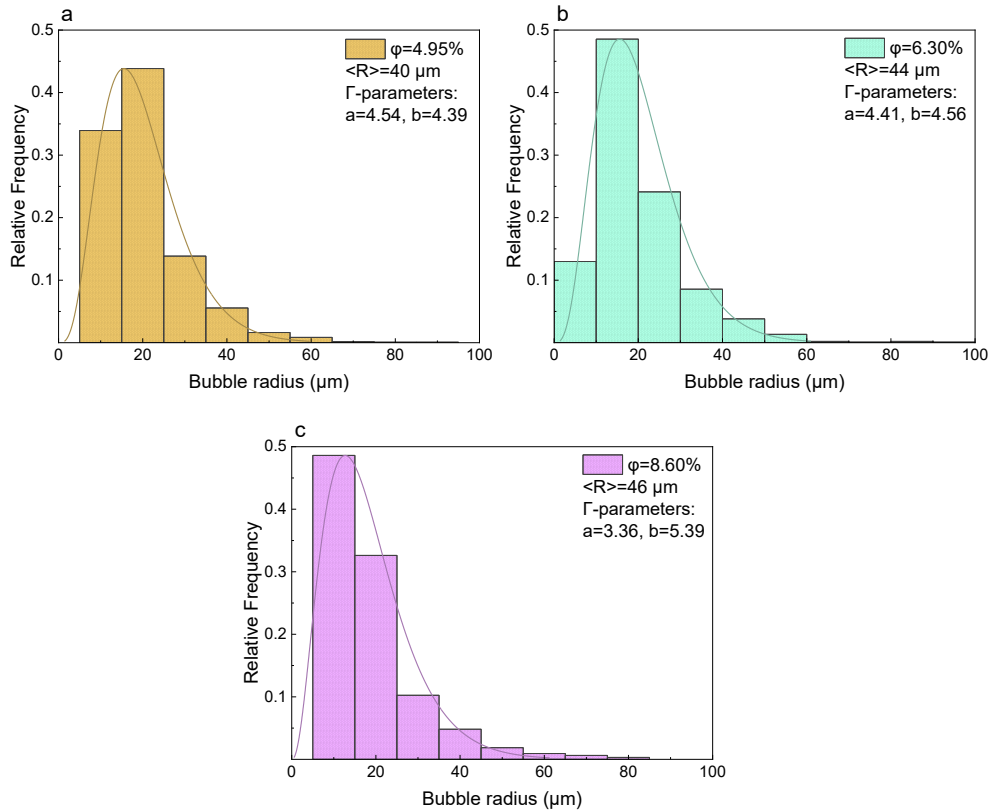 a
φ=4.95%
<R>=40 μm
Γ-parameters:
a=4.54, b=4.39
Relative Frequency
0.5
0.4
0.3
0.2
0.1
0 20 40 60 80 100
Bubble radius (μm)
b
φ=6.30%
<R>=44 μm
Γ-parameters:
a=4.41, b=4.56
Relative Frequency
0.5
0.4
0.3
0.2
0.1
0 20 40 60 80 100
Bubble radius (μm)
c
φ=8.60%
<R>=46 μm
Γ-parameters:
a=3.36, b=5.39
Relative Frequency
0.5
0.4
0.3
0.2
0.1
0 20 40 60 80 100
Bubble radius (μm)